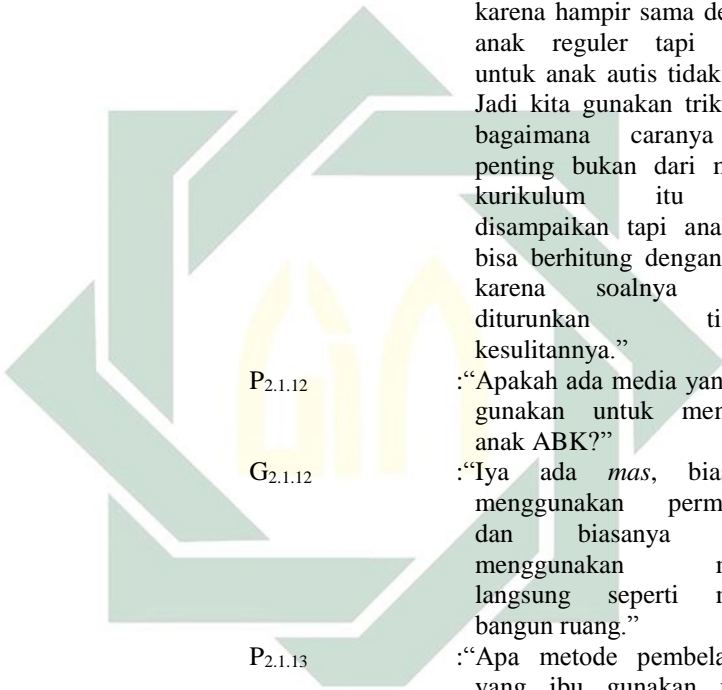 karena hampir sama de
anak reguler tapi
untuk anak autis tidak
Jadi kita gunakan trik
bagaimana caranya
penting bukan dari
kurikulum itu
disampaikan tapi ana
bisa berhitung dengan
karena soalnya
diturunkan
kesulitannya.”
P2.1.12 :“Apakah ada media yan
gunakan untuk men
anak ABK?”
G2.1.12 :“Iya ada mas, bias
menggunakan perm
dan biasanya
menggunakan
langsung seperti
bangun ruang.”
P2.1.13 :“Apa metode pembela
yang ibu gunakan